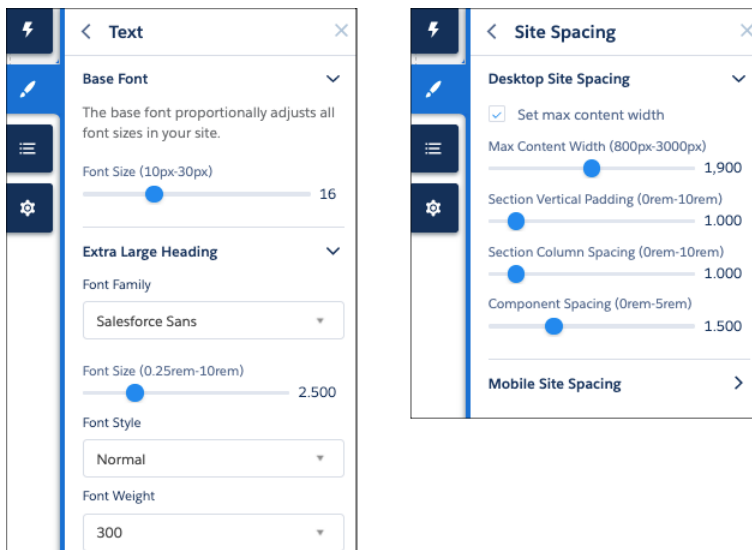 Text
Base Font
The base font proportionally adjusts all
font sizes in your site.
Font Size (10px-30px)
16
Extra Large Heading
Font Family
Salesforce Sans
Font Size (0.25rem-10rem)
2.500
Font Style
Normal
Font Weight
300
Site Spacing
Desktop Site Spacing
Set max content width
Max Content Width (800px-3000px)
1,900
Section Vertical Padding (0rem-10rem)
1.000
Section Column Spacing (0rem-10rem)
1.000
Component Spacing (0rem-5rem)
1.500
Mobile Site Spacing